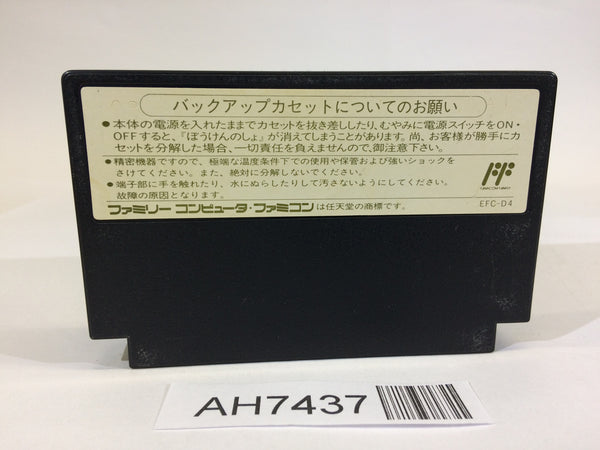 バックアップカセットについてのお願い
●本体の電源を入れたままでカセットを抜き差ししたり、むやみに電源スイッチをON・
OFFすると、『ぼうけんのしょ』が消えてしまうことがあります。尚、お客様が勝手にカ
セットを分解した場合、一切責任を負えませんので、御注意下さい。
●精密機器ですので、極端な温度条件下での使用や保管および強いショックを
さけてください。また、絶対に分解しないでください。
●端子部に手を触れたり、水にぬらしたりして汚さないようにしてください。
故障の原因となります。
ファミリー コンピュータ・ファミコンは任天堂の商標です。
EFC-D4
AH7437